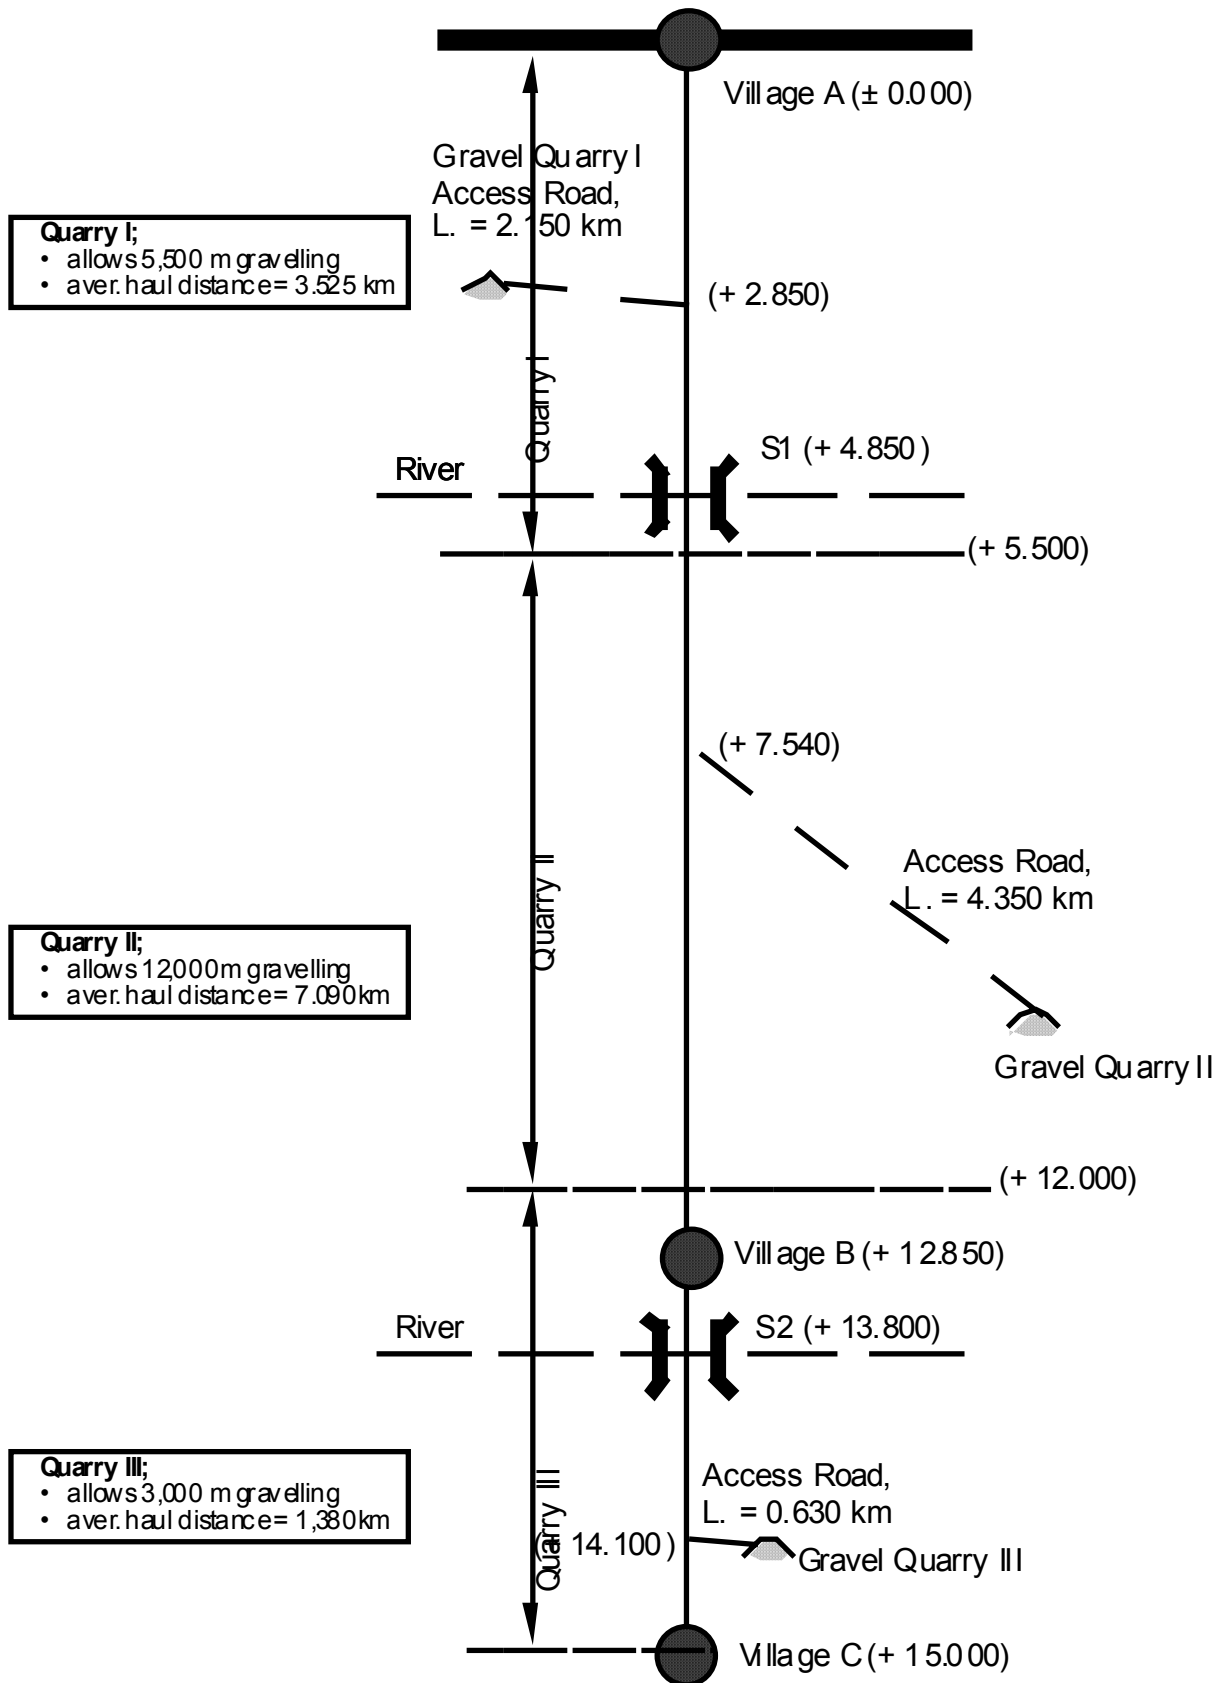 Village A (± 0.000)
Gravel Quarry I
Access Road,
L. = 2.150 km
Quarry I;
• allows 5,500 m gravelling
• aver. haul distance = 3.525 km
(+ 2.850)
Quarry I
S1 (+ 4.850)
River
(+ 5.500)
(+ 7.540)
Access Road,
L. = 4.350 km
Quarry II
Quarry II;
• allows 12,000 m gravelling
• aver. haul distance = 7.090 km
Gravel Quarry II
(+ 12.000)
Village B (+ 12.850)
River
S2 (+ 13.800)
Quarry III;
• allows 3,000 m gravelling
• aver. haul distance = 1,380 km
Access Road,
L. = 0.630 km
Quarry III
(+ 14.100)
Gravel Quarry III
Village C (+ 15.000)